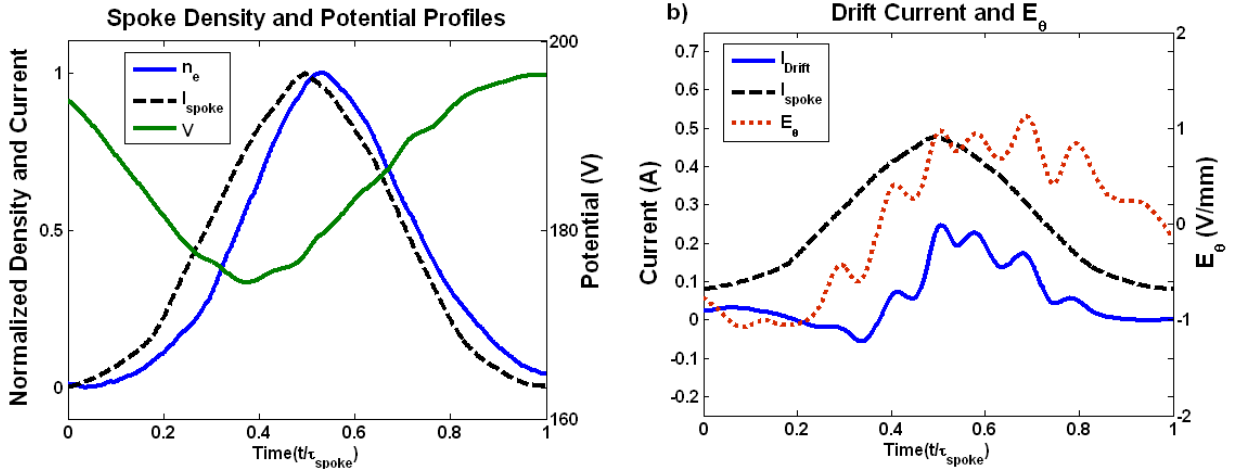 Spoke Density and Potential Profiles
Normalized Density and Current
1
0.5
0
n_e
I_spoke
V
200
180
160
Potential (V)
0 0.2 0.4 0.6 0.8 1
Time(t/τ_spoke)
b) Drift Current and E_θ
Current (A)
0.7
0.6
0.5
0.4
0.3
0.2
0.1
0
-0.1
-0.2
I_Drift
I_spoke
E_θ
2
1
0
-1
-2
E_θ (V/mm)
0 0.2 0.4 0.6 0.8 1
Time(t/τ_spoke)